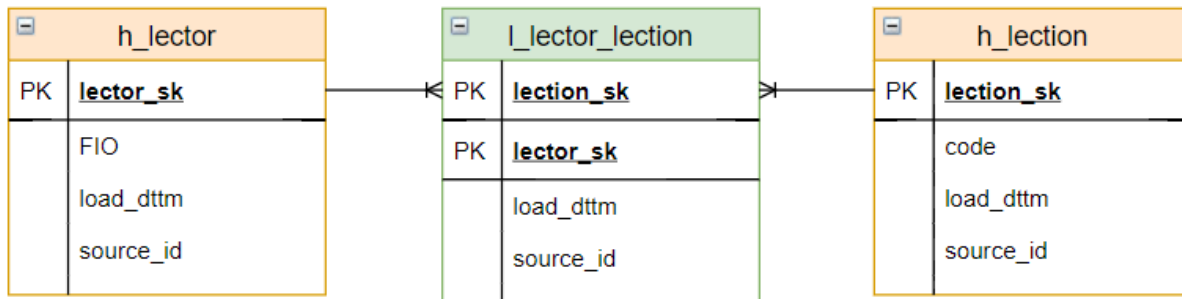 h_lector
PK lector_sk
FIO
load_dttm
source_id
l_lector_lection
PK lection_sk
PK lector_sk
load_dttm
source_id
h_lection
PK lection_sk
code
load_dttm
source_id